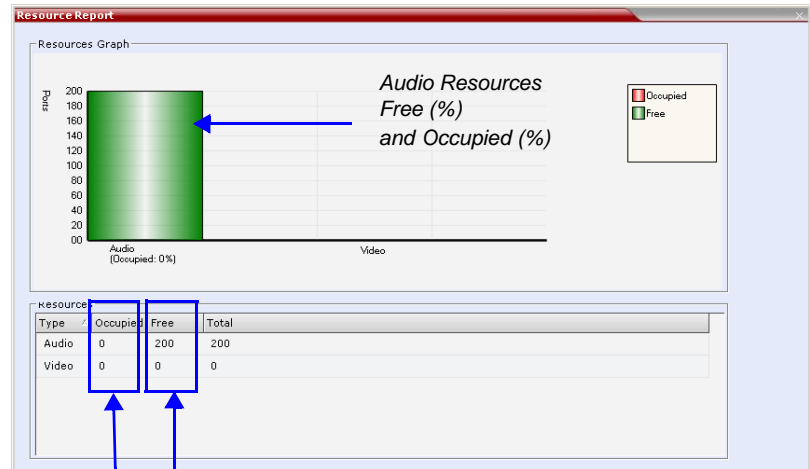 Resource Report
Resources Graph
Ports
200
180
160
140
120
100
80
60
40
20
00
Audio
(Occupied: 0%)
Video
Audio Resources
Free (%)
and Occupied (%)
Occupied
Free
Resources
Type Occupied Free Total
Audio 0 200 200
Video 0 0 0